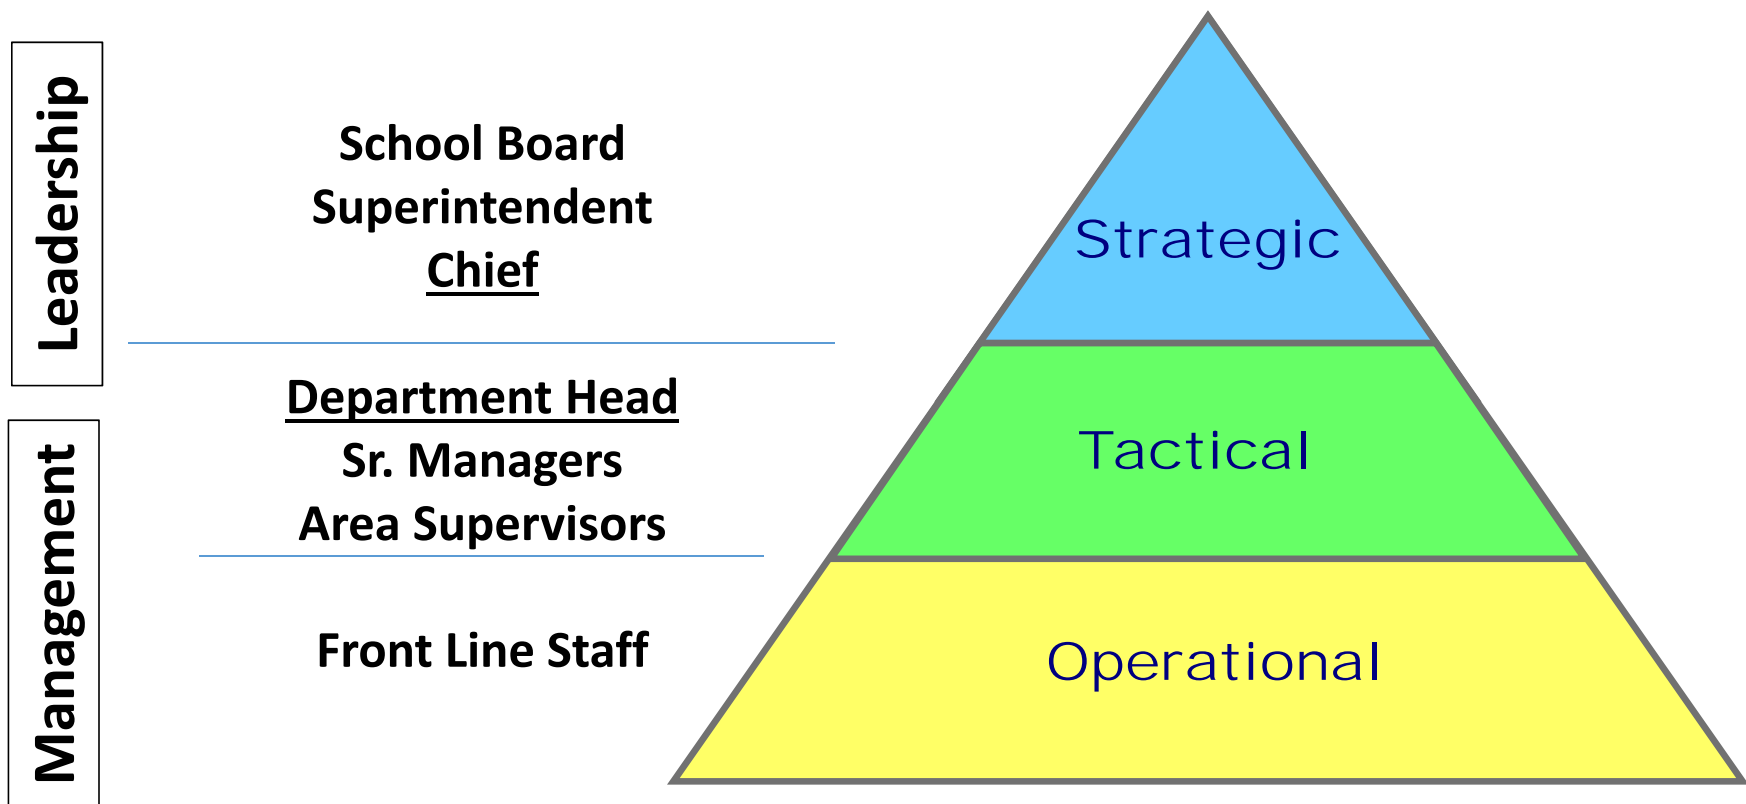 Leadership
School Board
Superintendent
Chief
Strategic
Department Head
Sr. Managers
Area Supervisors
Tactical
Management
Front Line Staff
Operational